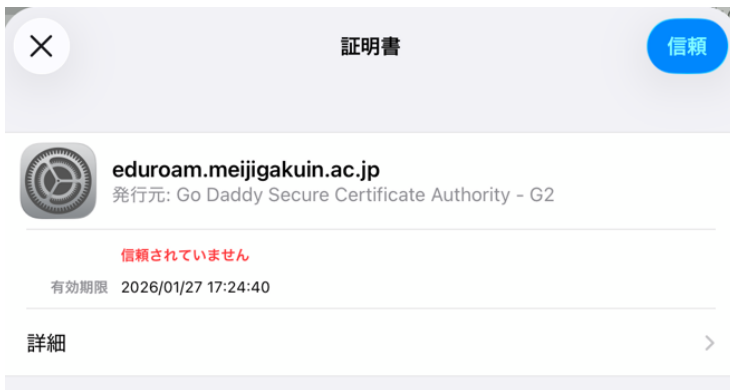 証明書
信頼
eduroam.meijigakuin.ac.jp
発行元: Go Daddy Secure Certificate Authority - G2
信頼されていません
有効期限 2026/01/27 17:24:40
詳細